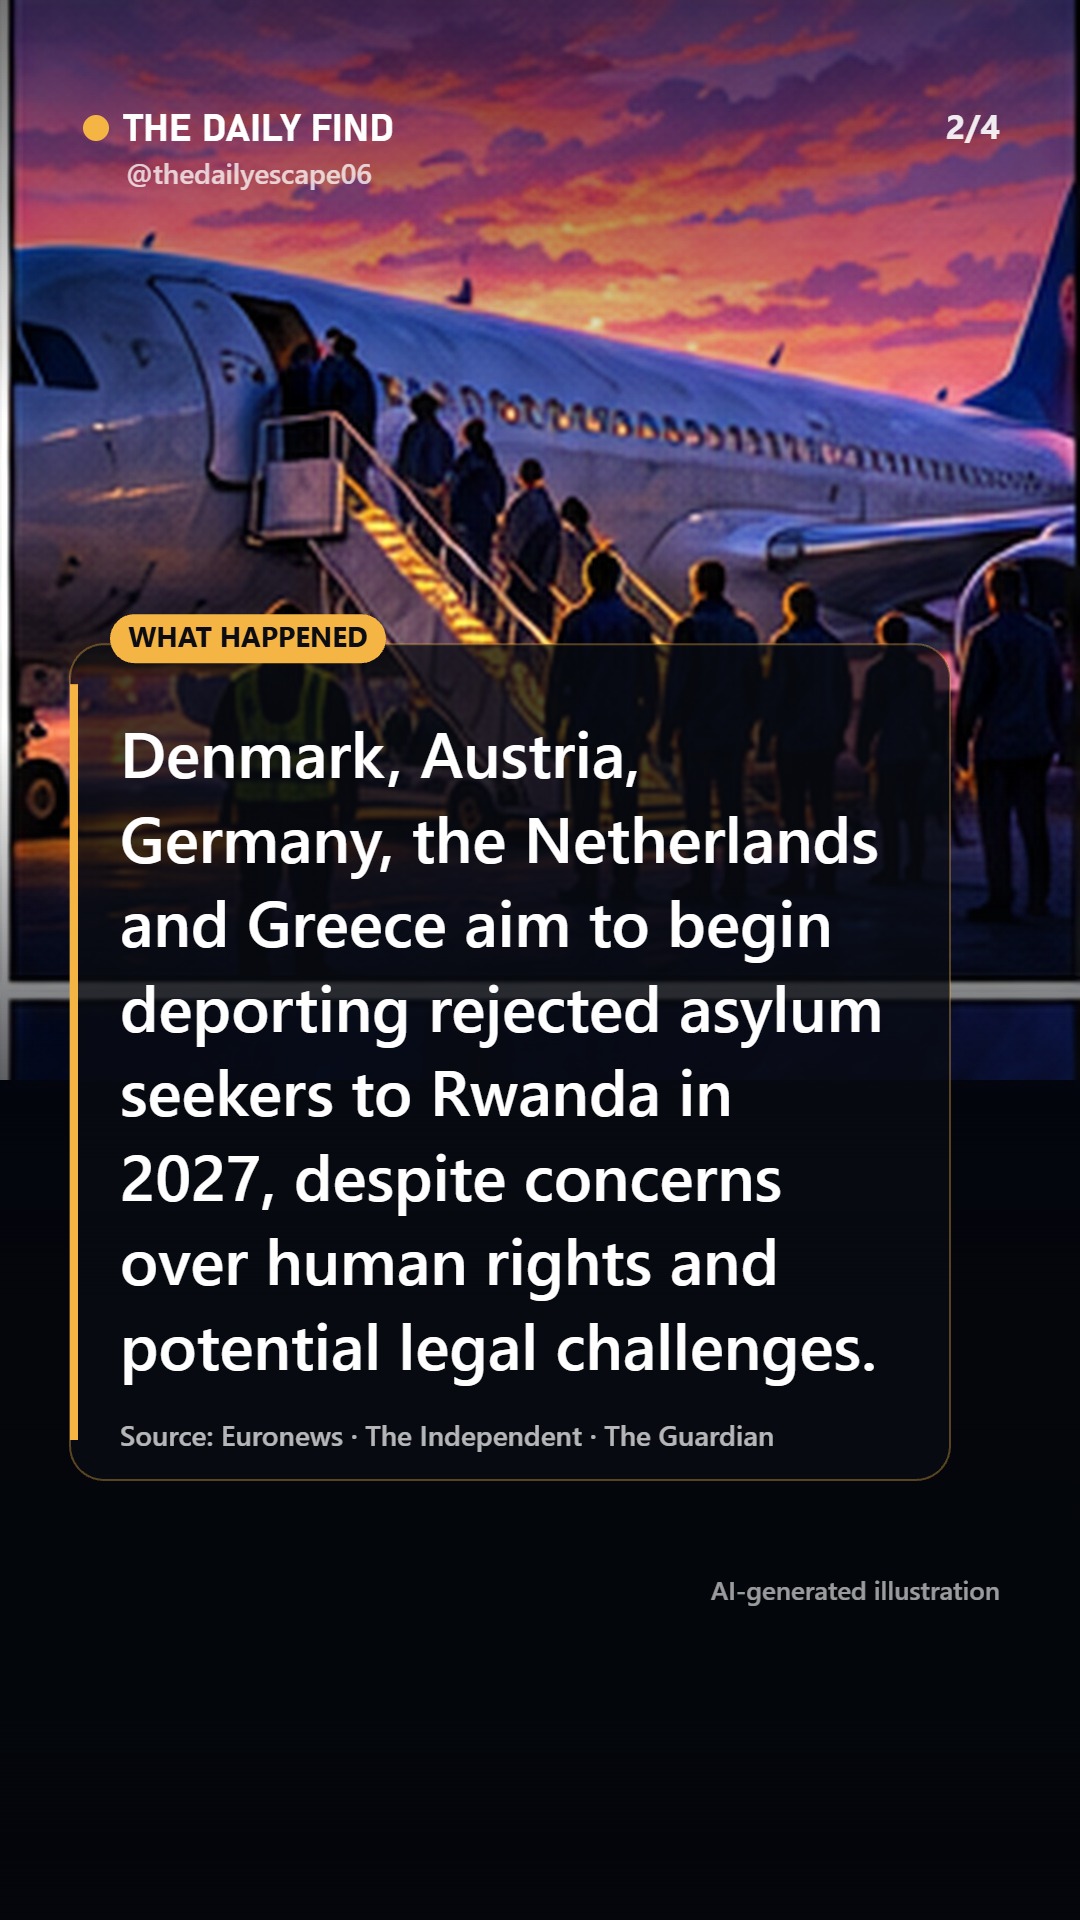 THE DAILY FIND
2/4
@thedailyescape06
WHAT HAPPENED
Denmark, Austria,
Germany, the Netherlands
and Greece aim to begin
deporting rejected asylum
seekers to Rwanda in
2027, despite concerns
over human rights and
potential legal challenges.
Source: Euronews · The Independent · The Guardian
AI-generated illustration